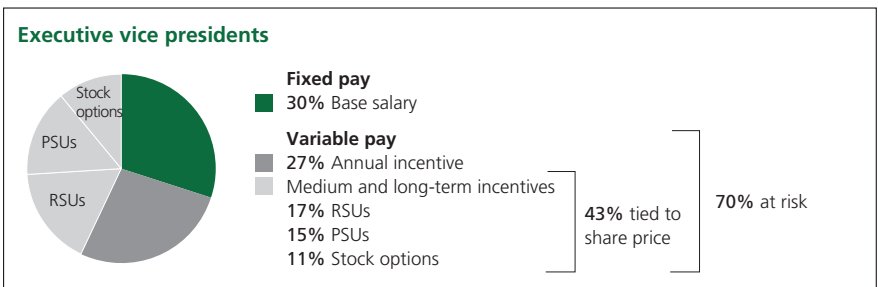 Executive vice presidents
Stock
options
PSUs
RSUs
Fixed pay
30% Base salary
Variable pay
27% Annual incentive
Medium and long-term incentives
17% RSUs
15% PSUs
11% Stock options
43% tied to
share price
70% at risk